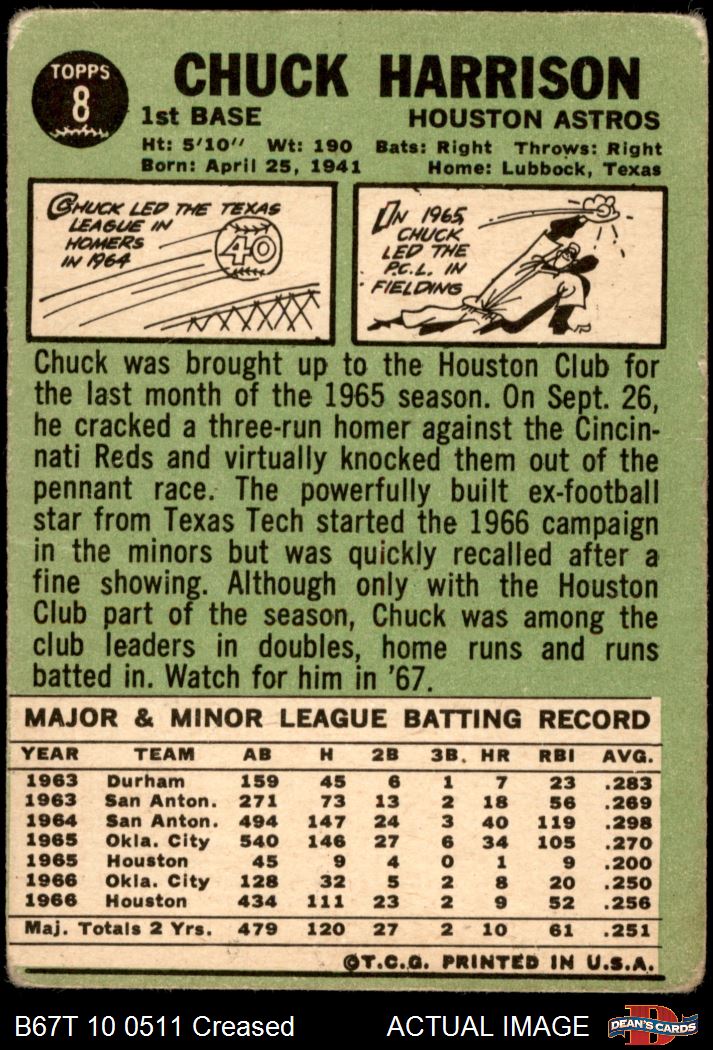 TOPPS
8
CHUCK HARRISON
1st BASE HOUSTON ASTROS
Ht: 5'10" Wt: 190 Bats: Right Throws: Right
Born: April 25, 1941 Home: Lubbock, Texas
CHUCK LED THE TEXAS
LEAGUE IN
HOMERS
IN 1964
40
IN 1965
CHUCK
LED THE
P.C.L. IN
FIELDING
Chuck was brought up to the Houston Club for
the last month of the 1965 season. On Sept. 26,
he cracked a three-run homer against the Cincin-
nati Reds and virtually knocked them out of the
pennant race. The powerfully built ex-football
star from Texas Tech started the 1966 campaign
in the minors but was quickly recalled after a
fine showing. Although only with the Houston
Club part of the season, Chuck was among the
club leaders in doubles, home runs and runs
batted in. Watch for him in '67.
MAJOR & MINOR LEAGUE BATTING RECORD
YEAR TEAM AB H 2B 3B. HR RBI AVG.
1963 Durham 159 45 6 1 7 23 .283
1963 San Anton. 271 73 13 2 18 56 .269
1964 San Anton. 494 147 24 3 40 119 .298
1965 Okla. City 540 146 27 6 34 105 .270
1965 Houston 45 9 4 0 1 9 .200
1966 Okla. City 128 32 5 2 8 20 .250
1966 Houston 434 111 23 2 9 52 .256
Maj. Totals 2 Yrs. 479 120 27 2 10 61 .251
©T.C.G. PRINTED IN U.S.A.
B67T 10 0511 Creased ACTUAL IMAGE
D
DEAN'S CARDS